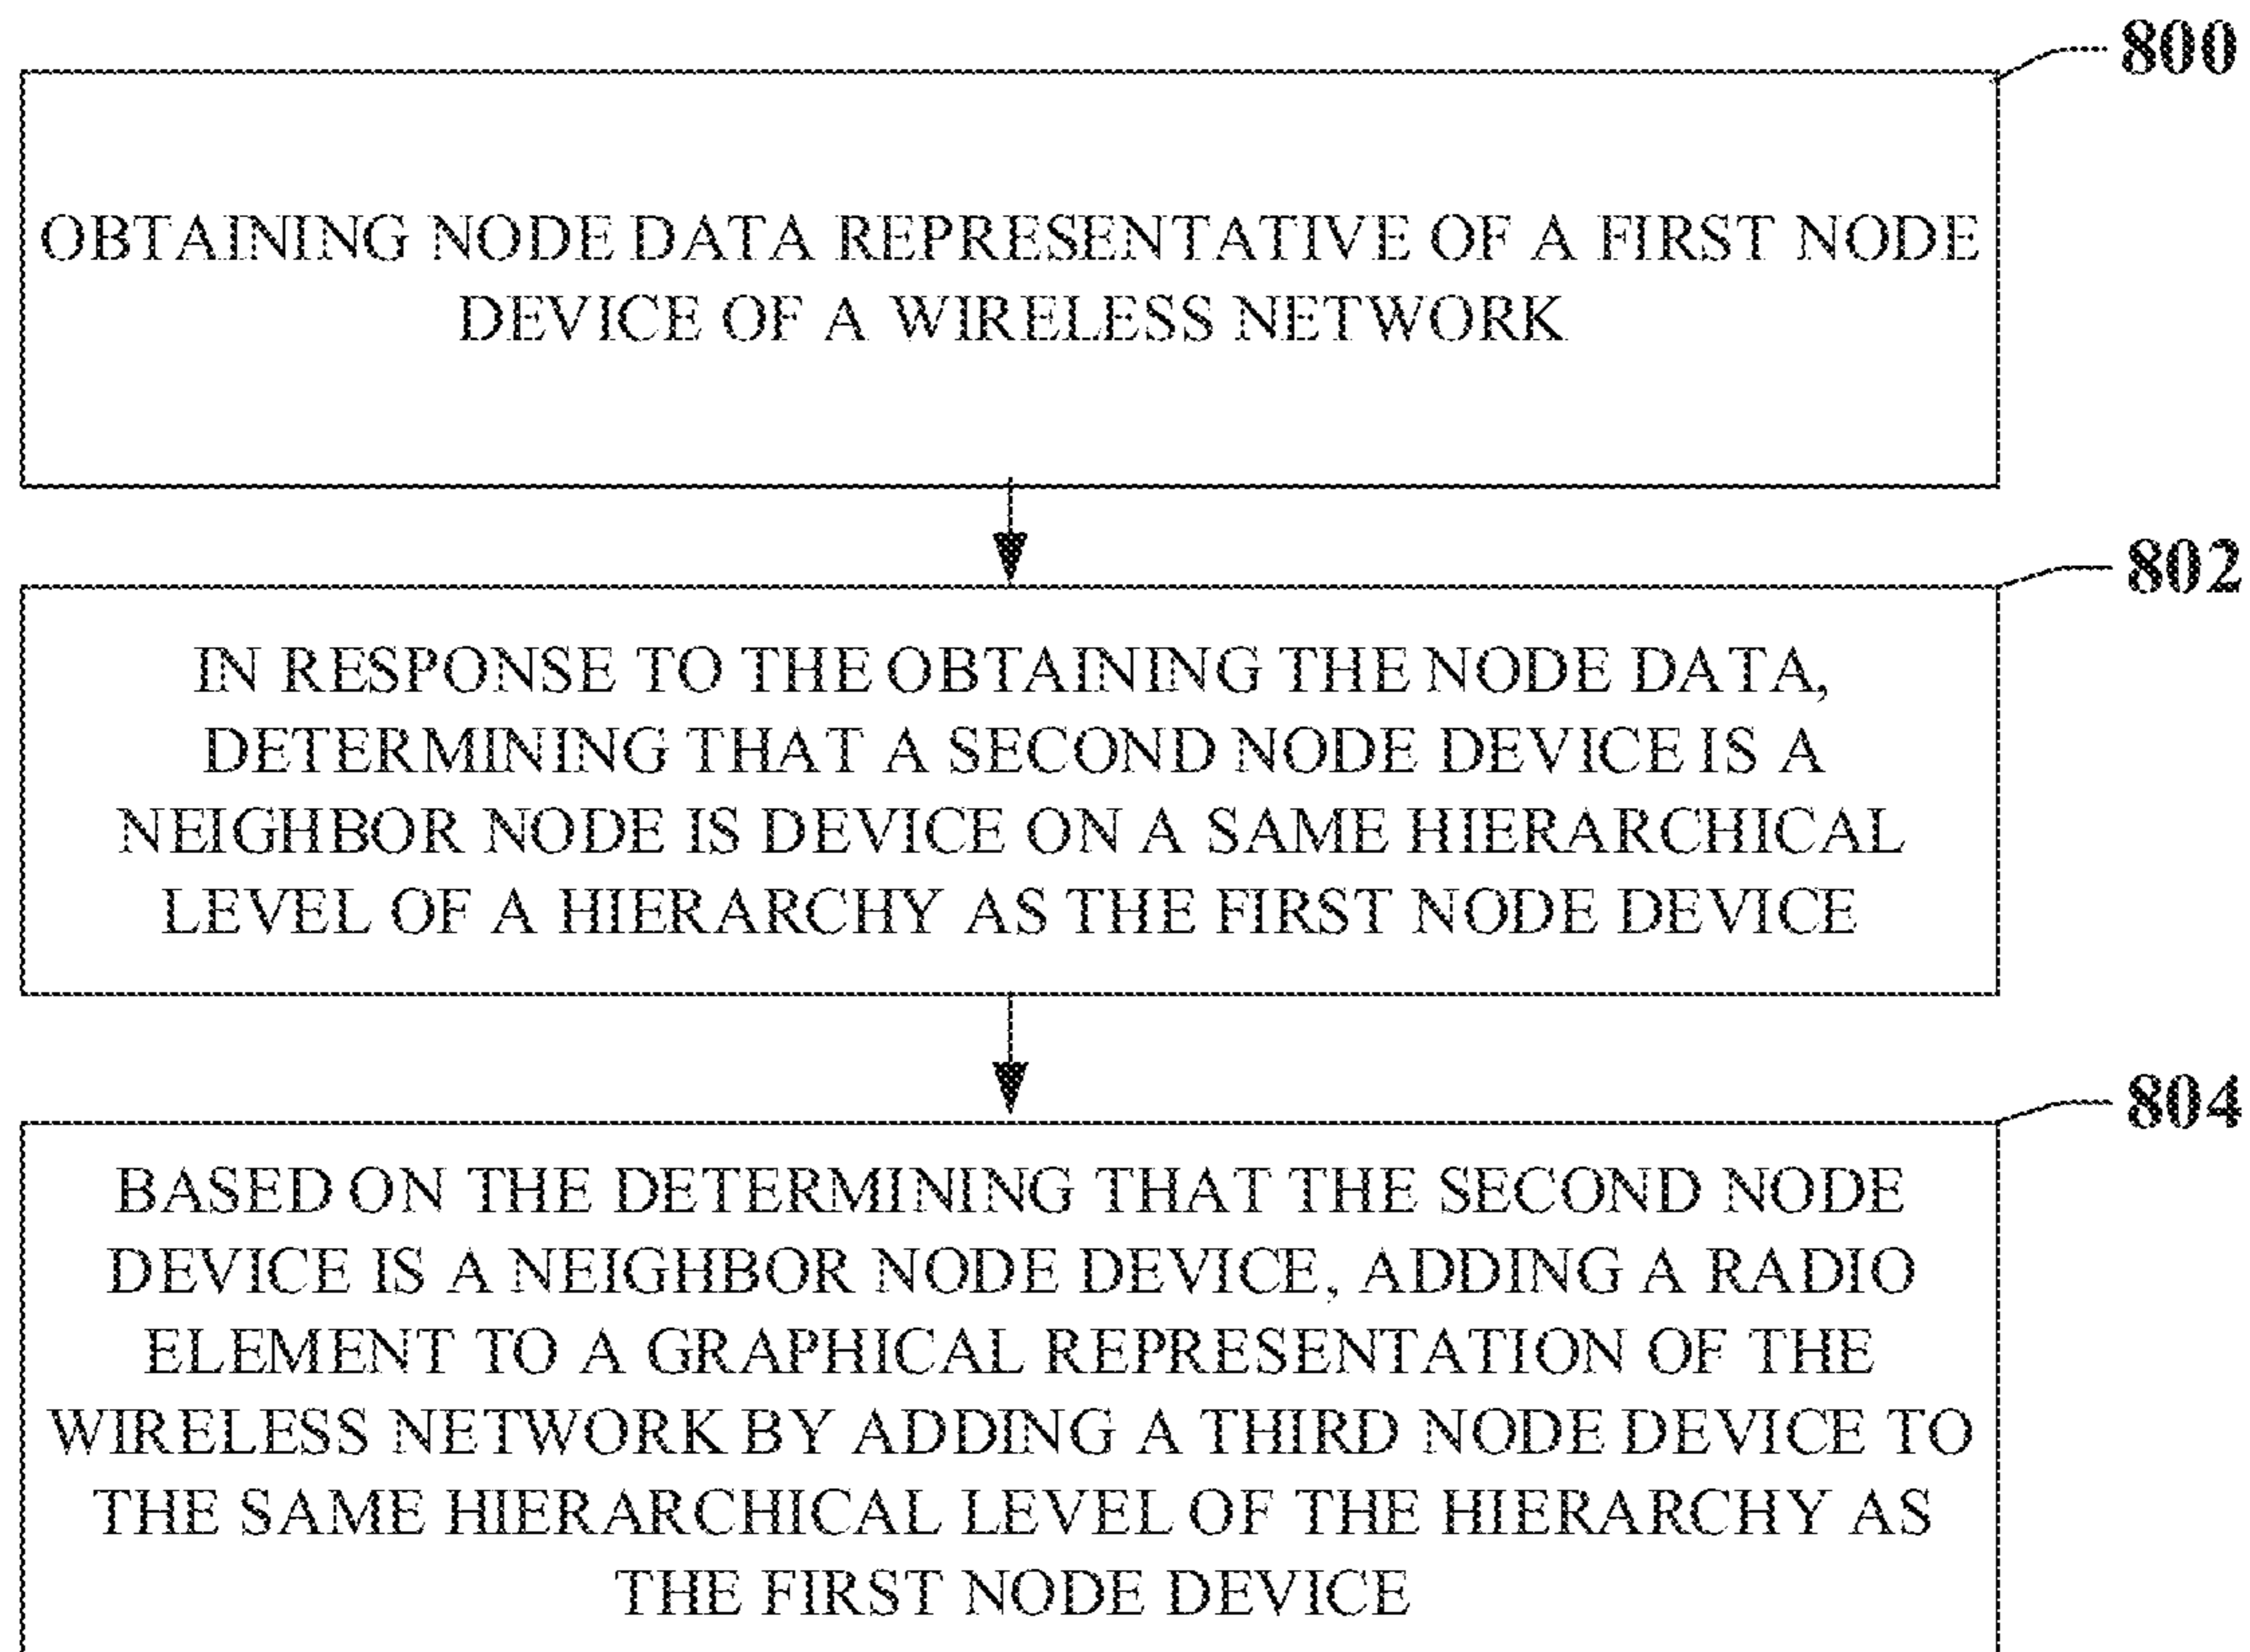 800
OBTAINING NODE DATA REPRESENTATIVE OF A FIRST NODE
DEVICE OF A WIRELESS NETWORK
802
IN RESPONSE TO THE OBTAINING THE NODE DATA,
DETERMINING THAT A SECOND NODE DEVICE IS A
NEIGHBOR NODE IS DEVICE ON A SAME HIERARCHICAL
LEVEL OF A HIERARCHY AS THE FIRST NODE DEVICE
804
BASED ON THE DETERMINING THAT THE SECOND NODE
DEVICE IS A NEIGHBOR NODE DEVICE, ADDING A RADIO
ELEMENT TO A GRAPHICAL REPRESENTATION OF THE
WIRELESS NETWORK BY ADDING A THIRD NODE DEVICE TO
THE SAME HIERARCHICAL LEVEL OF THE HIERARCHY AS
THE FIRST NODE DEVICE